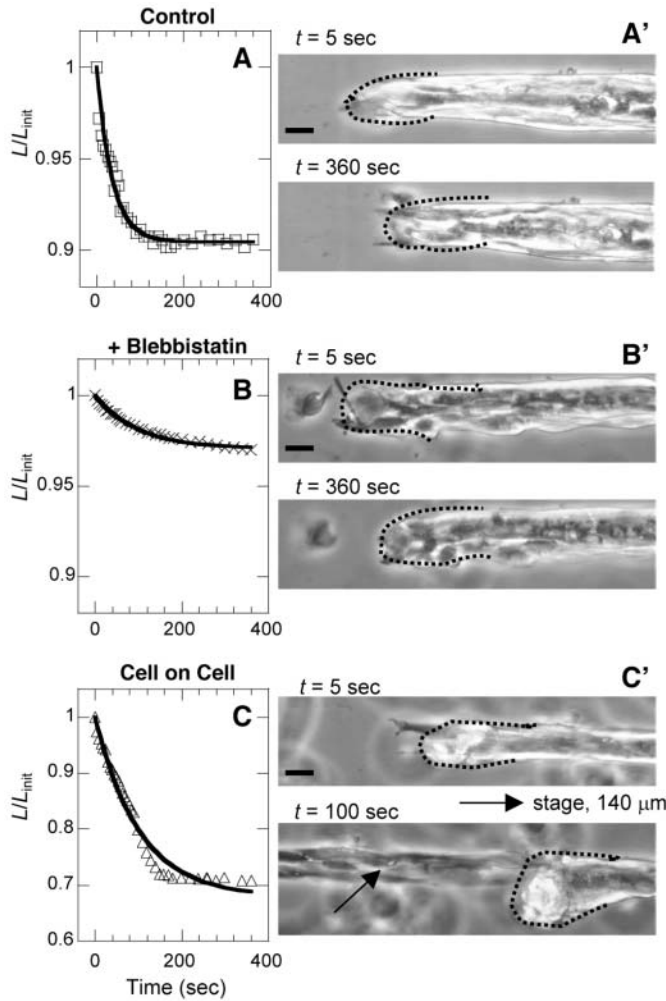 Control
A
1
0.95
0.9
L/L_init
0
200
400
t = 5 sec
A'
t = 360 sec
+ Blebbistatin
B
1
0.95
0.9
L/L_init
0
200
400
t = 5 sec
B'
t = 360 sec
Cell on Cell
C
1
0.9
0.8
0.7
0.6
L/L_init
0
200
400
Time (sec)
t = 5 sec
C'
stage, 140 μm
t = 100 sec